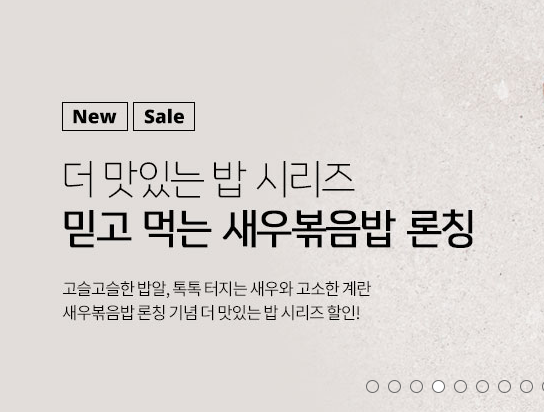 New Sale
더 맛있는 밥 시리즈
믿고 먹는 새우볶음밥 론칭
고슬고슬한 밥알, 톡톡 터지는 새우와 고소한 계란
새우볶음밥 론칭 기념 더 맛있는 밥 시리즈 할인!